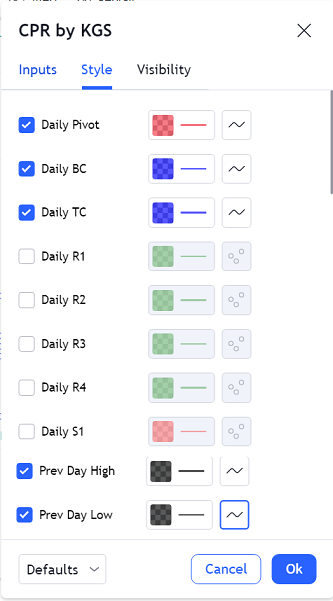 CPR by KGS
Inputs Style Visibility
Daily Pivot
Daily BC
Daily TC
Daily R1
Daily R2
Daily R3
Daily R4
Daily S1
Prev Day High
Prev Day Low
Defaults Cancel Ok